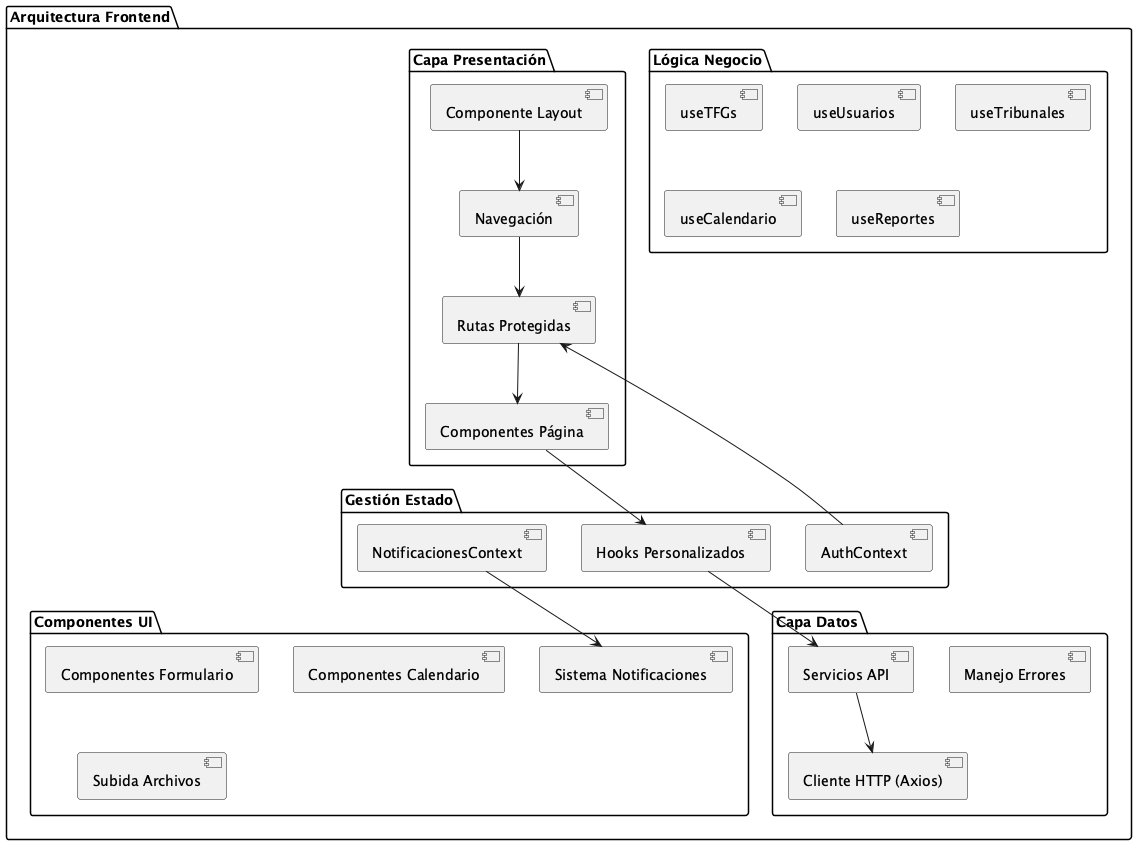 Arquitectura Frontend
Capa Presentación
Componente Layout
Navegación
Rutas Protegidas
Componentes Página
Lógica Negocio
useTFGs
useUsuarios
useTribunales
useCalendario
useReportes
Gestión Estado
NotificacionesContext
Hooks Personalizados
AuthContext
Componentes UI
Componentes Formulario
Componentes Calendario
Sistema Notificaciones
Subida Archivos
Capa Datos
Servicios API
Manejo Errores
Cliente HTTP (Axios)